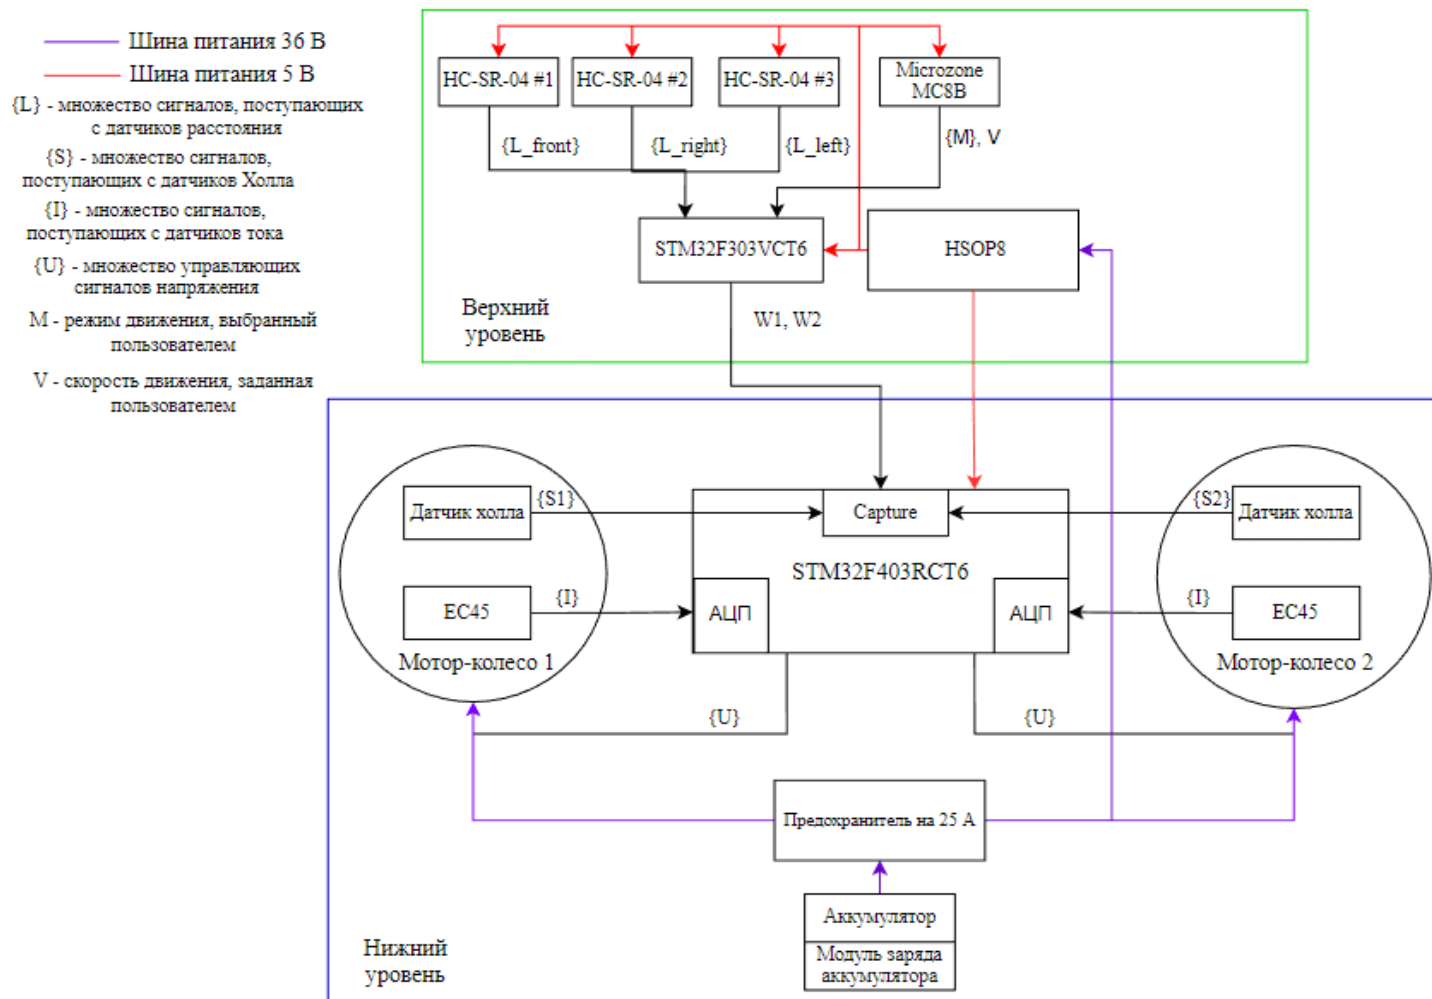 Шина питания 36 В
Шина питания 5 В
{L} - множество сигналов, поступающих
с датчиков расстояния
{S} - множество сигналов,
поступающих с датчиков Холла
{I} - множество сигналов,
поступающих с датчиков тока
{U} - множество управляющих
сигналов напряжения
M - режим движения, выбранный
пользователем
V - скорость движения, заданная
пользователем
HC-SR-04 #1
HC-SR-04 #2
HC-SR-04 #3
Microzone
MC8B
{L_front}
{L_right}
{L_left}
{M}, V
STM32F303VCT6
HSOP8
Верхний
уровень
W1, W2
Датчик холла
{S1}
Capture
{S2}
Датчик холла
STM32F403RCT6
EC45
{I}
АЦП
АЦП
{I}
EC45
Мотор-колесо 1
Мотор-колесо 2
{U}
{U}
Предохранитель на 25 А
Аккумулятор
Модуль заряда
аккумулятора
Нижний
уровень